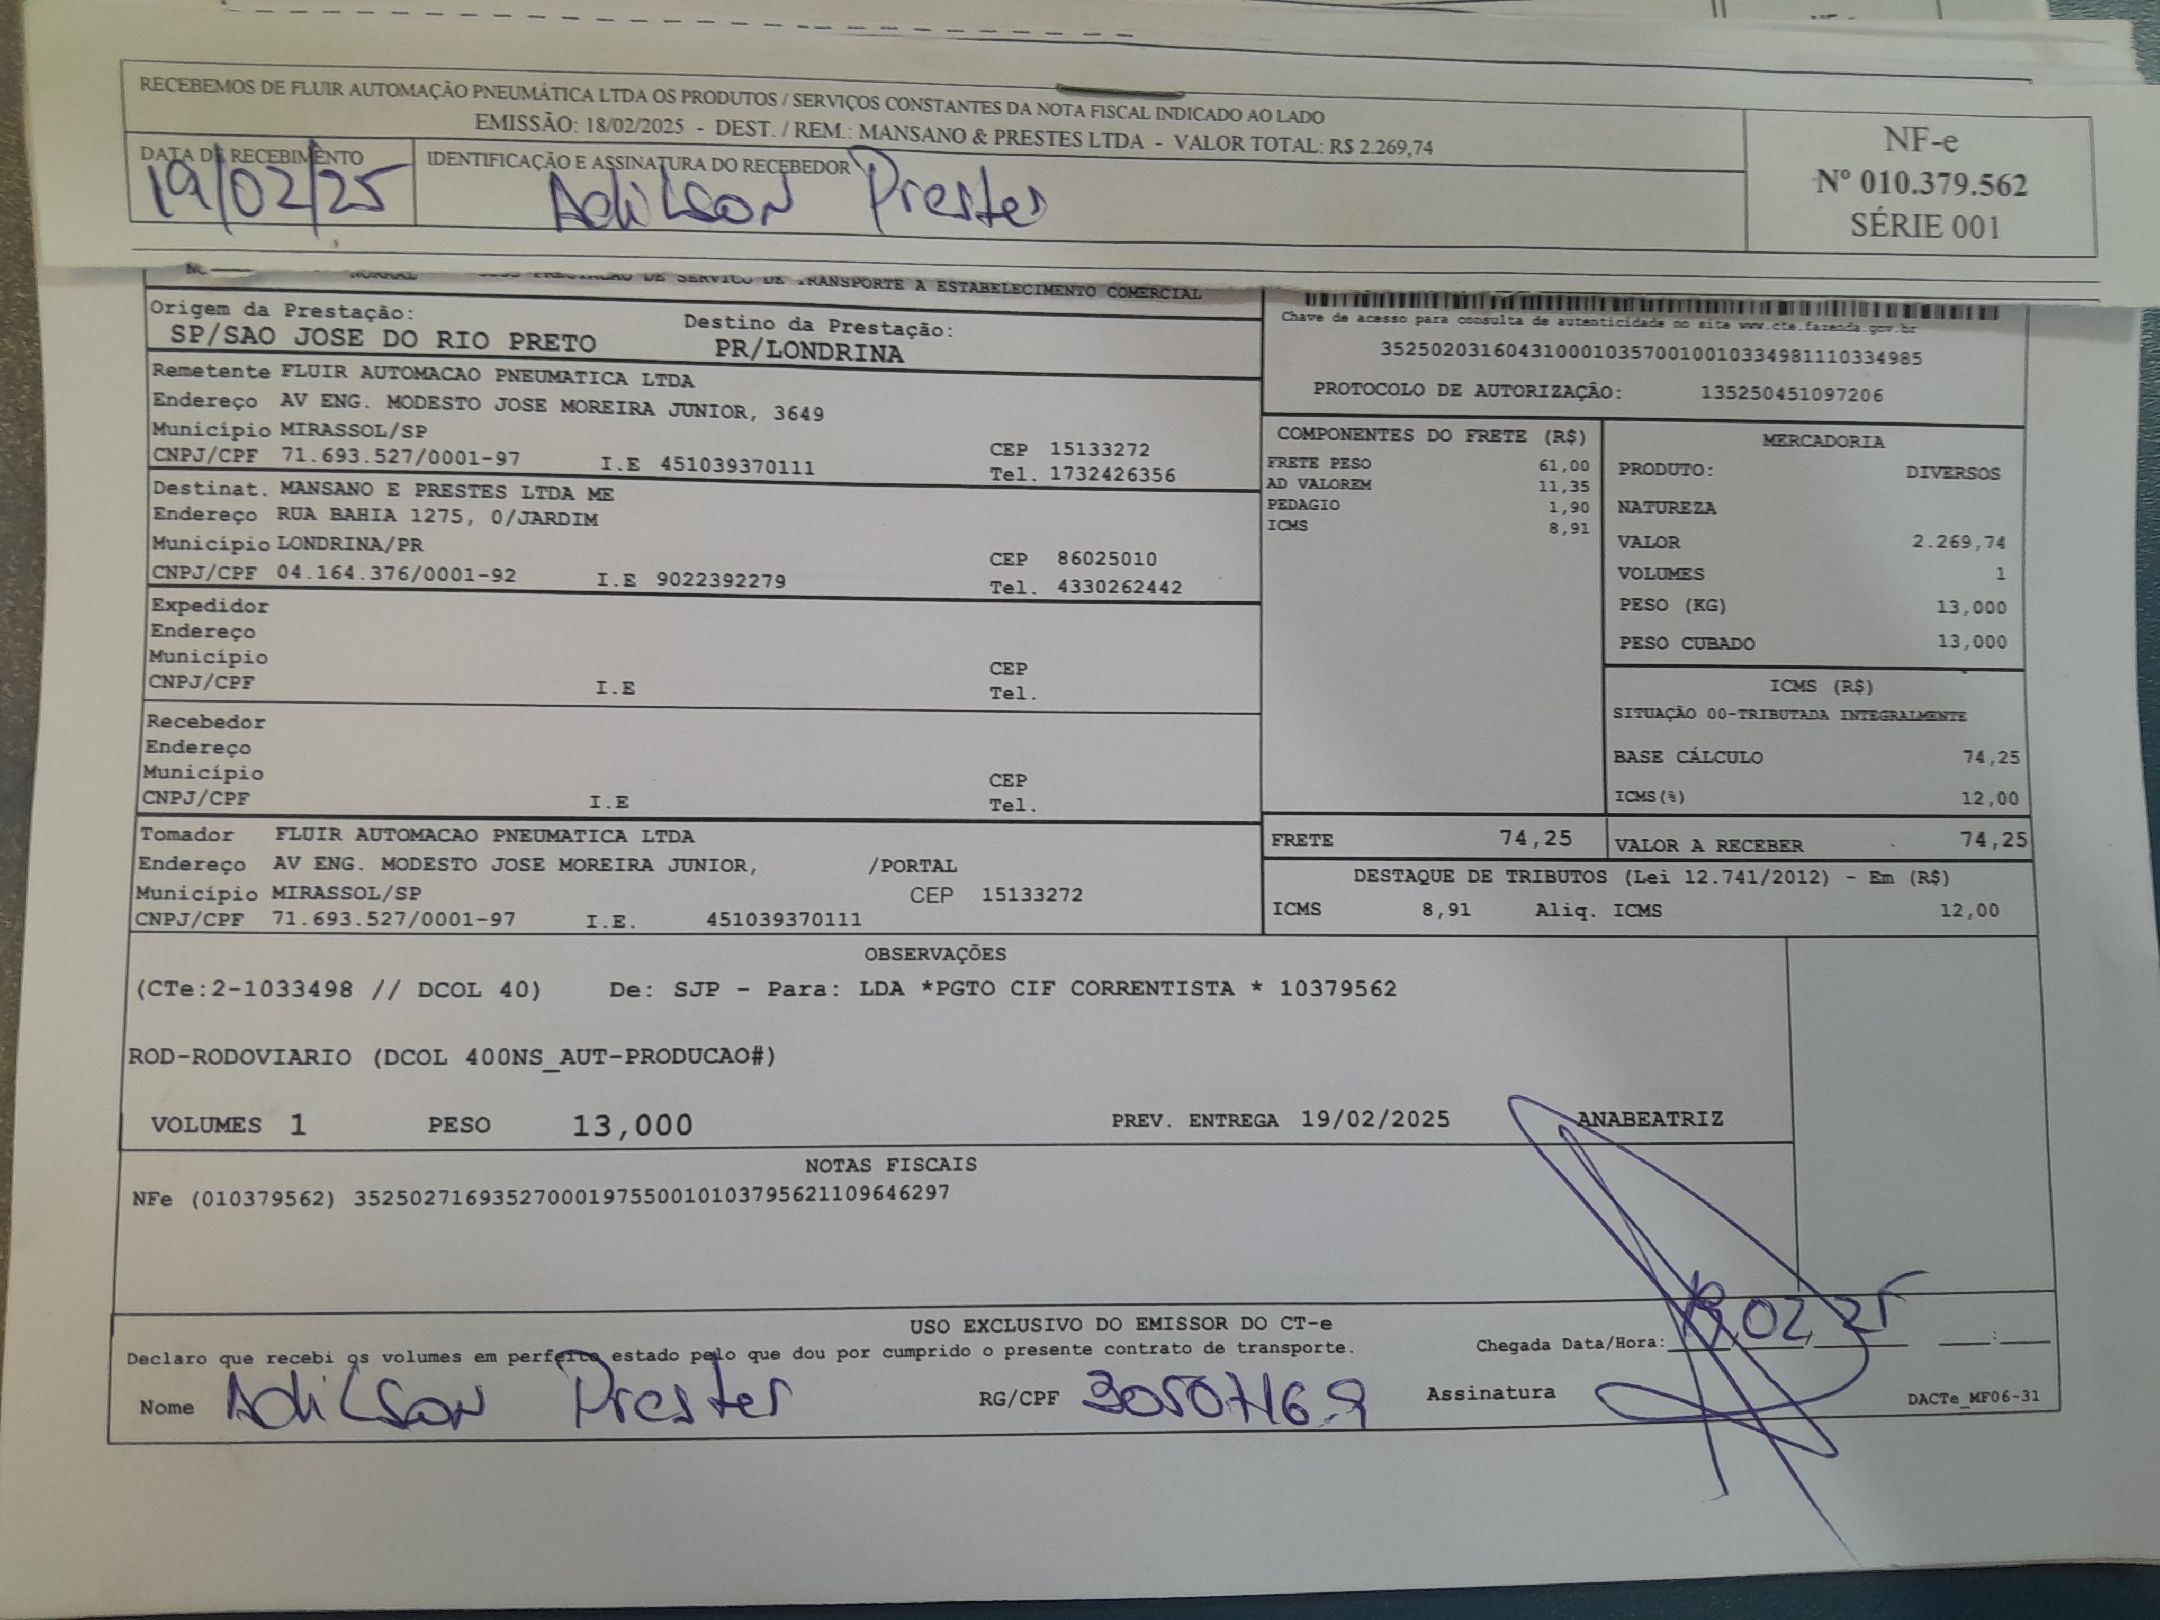 RECEBEMOS DE FLUIR AUTOMAÇÃO PNEUMÁTICA LTDA OS PRODUTOS / SERVIÇOS CONSTANTES DA NOTA FISCAL INDICADO AO LADO
EMISSÃO: 18/02/2025 - DEST. / REM.: MANSANO & PRESTES LTDA - VALOR TOTAL: R$ 2.269,74
DATA DE RECEBIMENTO
19/02/25
IDENTIFICAÇÃO E ASSINATURA DO RECEBEDOR
Adilson Prestes
NF-e
Nº 010.379.562
SÉRIE 001
PRESTACAO DE SERVICO DE TRANSPORTE A ESTABELECIMENTO COMERCIAL
Origem da Prestação:
SP/SAO JOSE DO RIO PRETO
Destino da Prestação:
PR/LONDRINA
Chave de acesso para consulta de autenticidade no site www.cte.fazenda.gov.br
35250203160431000103570010010334981110334985
PROTOCOLO DE AUTORIZAÇÃO: 135250451097206
Remetente FLUIR AUTOMACAO PNEUMATICA LTDA
Endereço AV ENG. MODESTO JOSE MOREIRA JUNIOR, 3649
Município MIRASSOL/SP CEP 15133272
CNPJ/CPF 71.693.527/0001-97 I.E 451039370111 Tel. 1732426356
Destinat. MANSANO E PRESTES LTDA ME
Endereço RUA BAHIA 1275, 0/JARDIM
Município LONDRINA/PR CEP 86025010
CNPJ/CPF 04.164.376/0001-92 I.E 9022392279 Tel. 4330262442
Expedidor
Endereço
Município CEP
CNPJ/CPF I.E Tel.
Recebedor
Endereço
Município CEP
CNPJ/CPF I.E Tel.
Tomador FLUIR AUTOMACAO PNEUMATICA LTDA
Endereço AV ENG. MODESTO JOSE MOREIRA JUNIOR, /PORTAL
Município MIRASSOL/SP CEP 15133272
CNPJ/CPF 71.693.527/0001-97 I.E. 451039370111
COMPONENTES DO FRETE (R$)
FRETE PESO 61,00
AD VALOREM 11,35
PEDAGIO 1,90
ICMS 8,91
MERCADORIA
PRODUTO: DIVERSOS
NATUREZA
VALOR 2.269,74
VOLUMES 1
PESO (KG) 13,000
PESO CUBADO 13,000
ICMS (R$)
SITUAÇÃO 00-TRIBUTADA INTEGRALMENTE
BASE CÁLCULO 74,25
ICMS(%) 12,00
FRETE 74,25 VALOR A RECEBER 74,25
DESTAQUE DE TRIBUTOS (Lei 12.741/2012) - Em (R$)
ICMS 8,91 Aliq. ICMS 12,00
OBSERVAÇÕES
(CTe:2-1033498 // DCOL 40) De: SJP - Para: LDA *PGTO CIF CORRENTISTA * 10379562
ROD-RODOVIARIO (DCOL 400NS_AUT-PRODUCAO#)
VOLUMES 1 PESO 13,000 PREV. ENTREGA 19/02/2025 ANABEATRIZ
NOTAS FISCAIS
NFe (010379562) 35250271693527000197550010103795621109646297
USO EXCLUSIVO DO EMISSOR DO CT-e
Declaro que recebi os volumes em perfeito estado pelo que dou por cumprido o presente contrato de transporte.
Chegada Data/Hora: 19,02,25 __:__
Nome Adilson Prestes RG/CPF Assinatura
DACTe_MF06-31